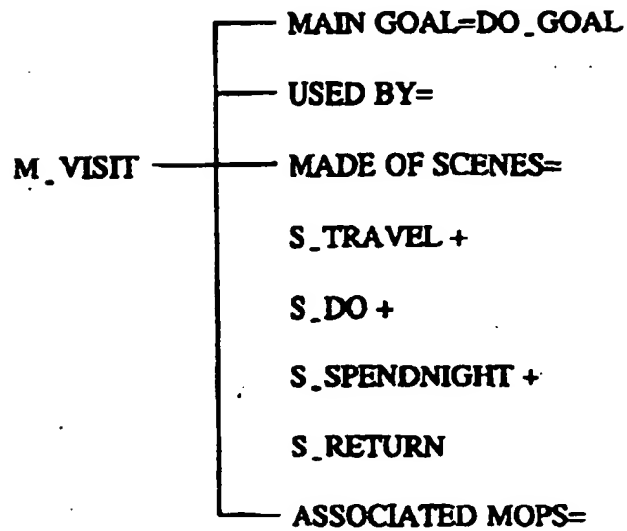 MAIN GOAL=DO_GOAL
USED BY=
M_VISIT
MADE OF SCENES=
S_TRAVEL +
S_DO +
S_SPENDNIGHT +
S_RETURN
ASSOCIATED MOPS=